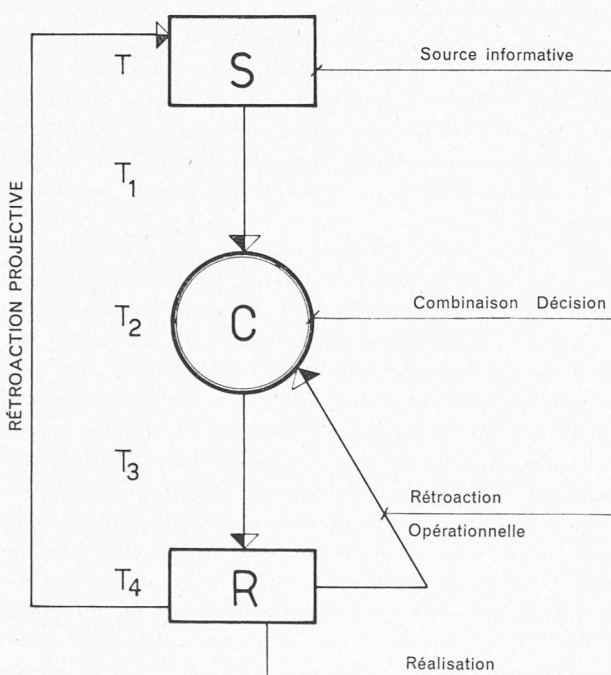 T
S
Source informative
T1
RÉTROACTION PROJECTIVE
T2
C
Combinaison Décision
T3
Rétroaction
Opérationnelle
T4
R
Réalisation